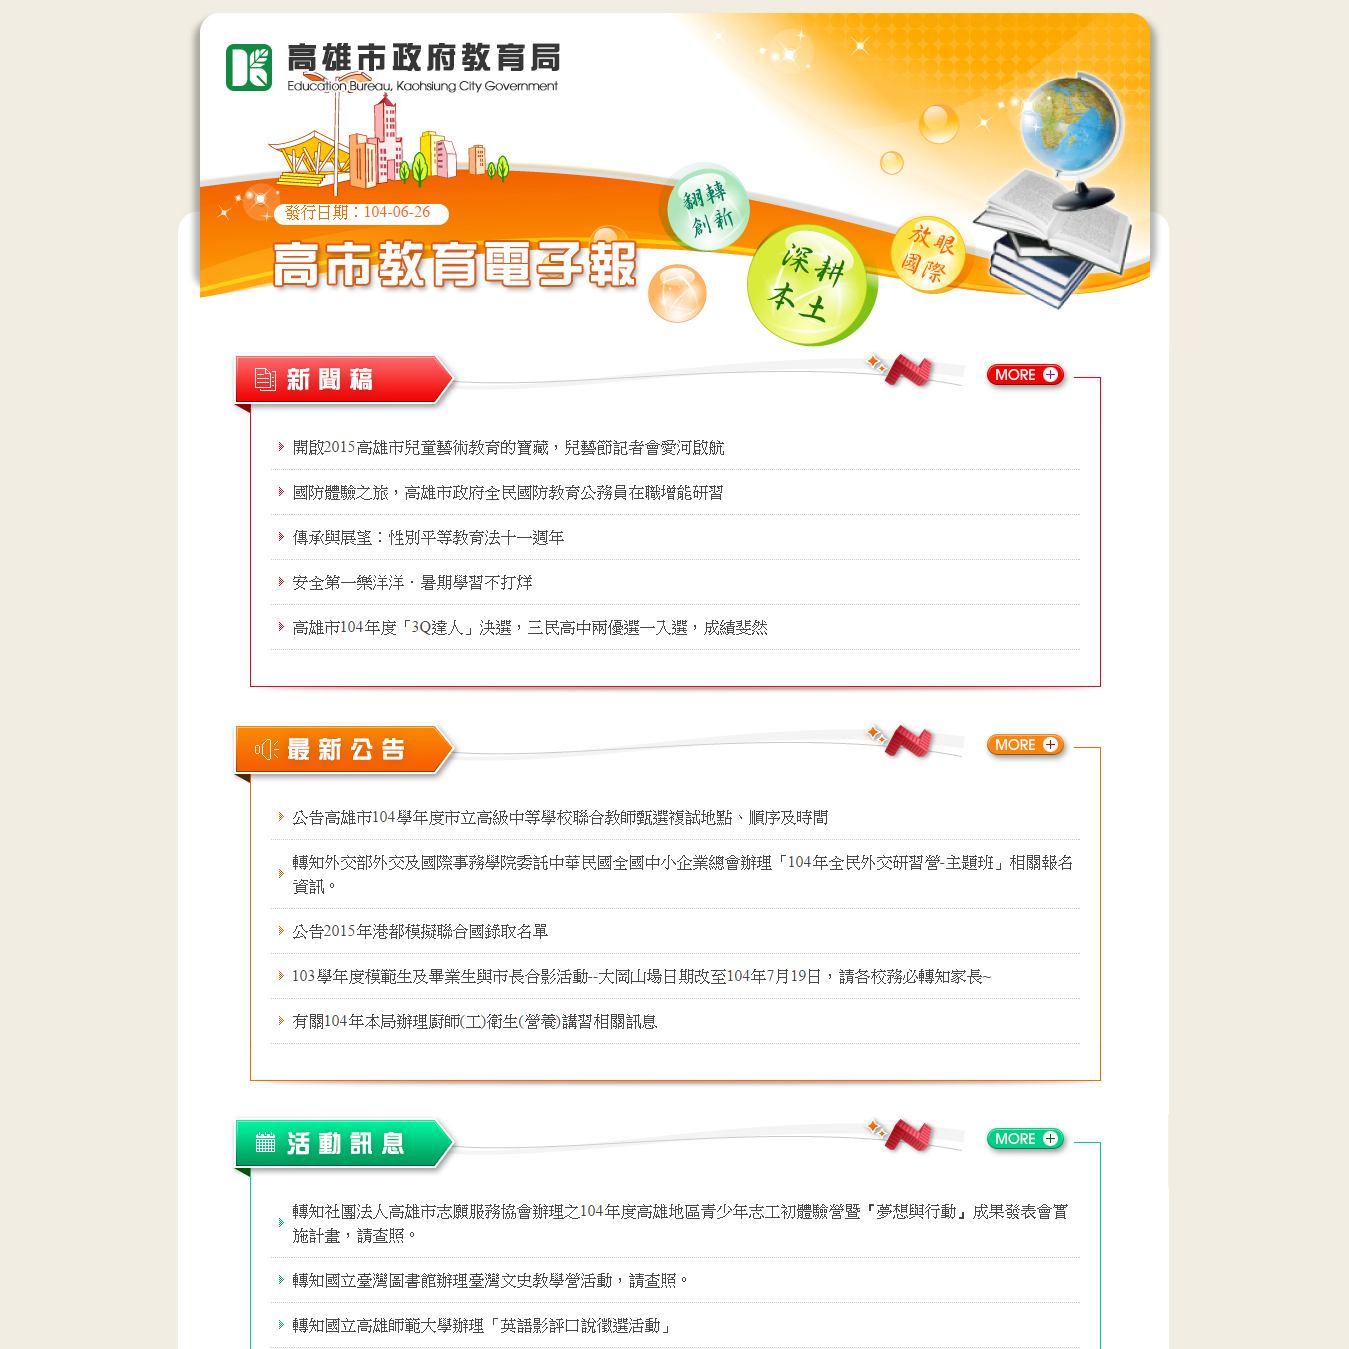 高雄市政府教育局
Education Bureau, Kaohsiung City Government
發行日期：104-06-26
高市教育電子報
翻轉
創新
深耕
本土
放眼
國際
新聞稿
MORE
開啟2015高雄市兒童藝術教育的寶藏，兒藝節記者會愛河啟航
國防體驗之旅，高雄市政府全民國防教育公務員在職增能研習
傳承與展望：性別平等教育法十一週年
安全第一樂洋洋．暑期學習不打烊
高雄市104年度「3Q達人」決選，三民高中兩優選一入選，成績斐然
最新公告
MORE
公告高雄市104學年度市立高級中等學校聯合教師甄選複試地點、順序及時間
轉知外交部外交及國際事務學院委託中華民國全國中小企業總會辦理「104年全民外交研習營-主題班」相關報名
資訊。
公告2015年港都模擬聯合國錄取名單
103學年度模範生及畢業生與市長合影活動--大岡山場日期改至104年7月19日，請各校務必轉知家長~
有關104年本局辦理廚師(工)衛生(營養)講習相關訊息
活動訊息
MORE
轉知社團法人高雄市志願服務協會辦理之104年度高雄地區青少年志工初體驗營暨『夢想與行動』成果發表會實
施計畫，請查照。
轉知國立臺灣圖書館辦理臺灣文史教學營活動，請查照。
轉知國立高雄師範大學辦理「英語影評口說徵選活動」